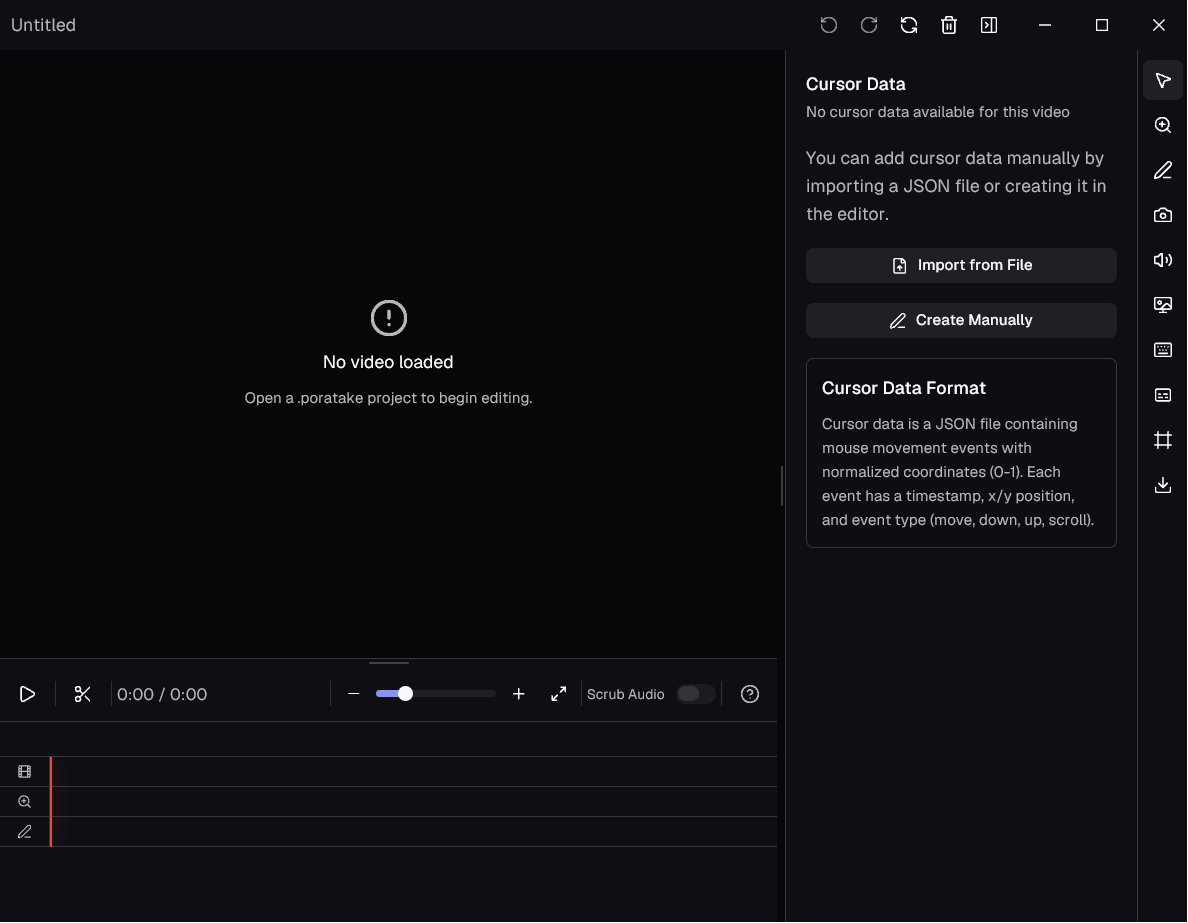 Untitled
Cursor Data
No cursor data available for this video
You can add cursor data manually by
importing a JSON file or creating it in
the editor.
Import from File
Create Manually
Cursor Data Format
Cursor data is a JSON file containing
mouse movement events with
normalized coordinates (0-1). Each
event has a timestamp, x/y position,
and event type (move, down, up, scroll).
No video loaded
Open a .poratake project to begin editing.
0:00 / 0:00
Scrub Audio